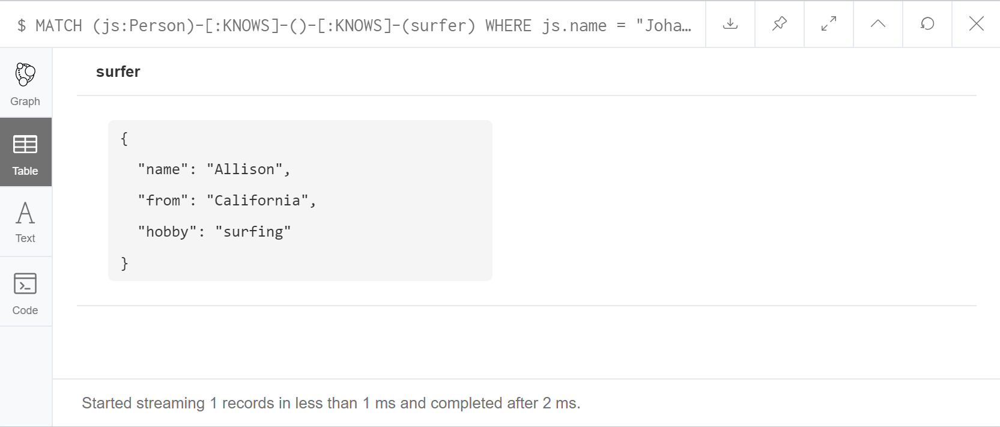 $ MATCH (js:Person)-[:KNOWS]-()-[:KNOWS]-(surfer) WHERE js.name = "Joha…
surfer
Graph
{
"name": "Allison",
"from": "California",
"hobby": "surfing"
}
Table
Text
Code
Started streaming 1 records in less than 1 ms and completed after 2 ms.